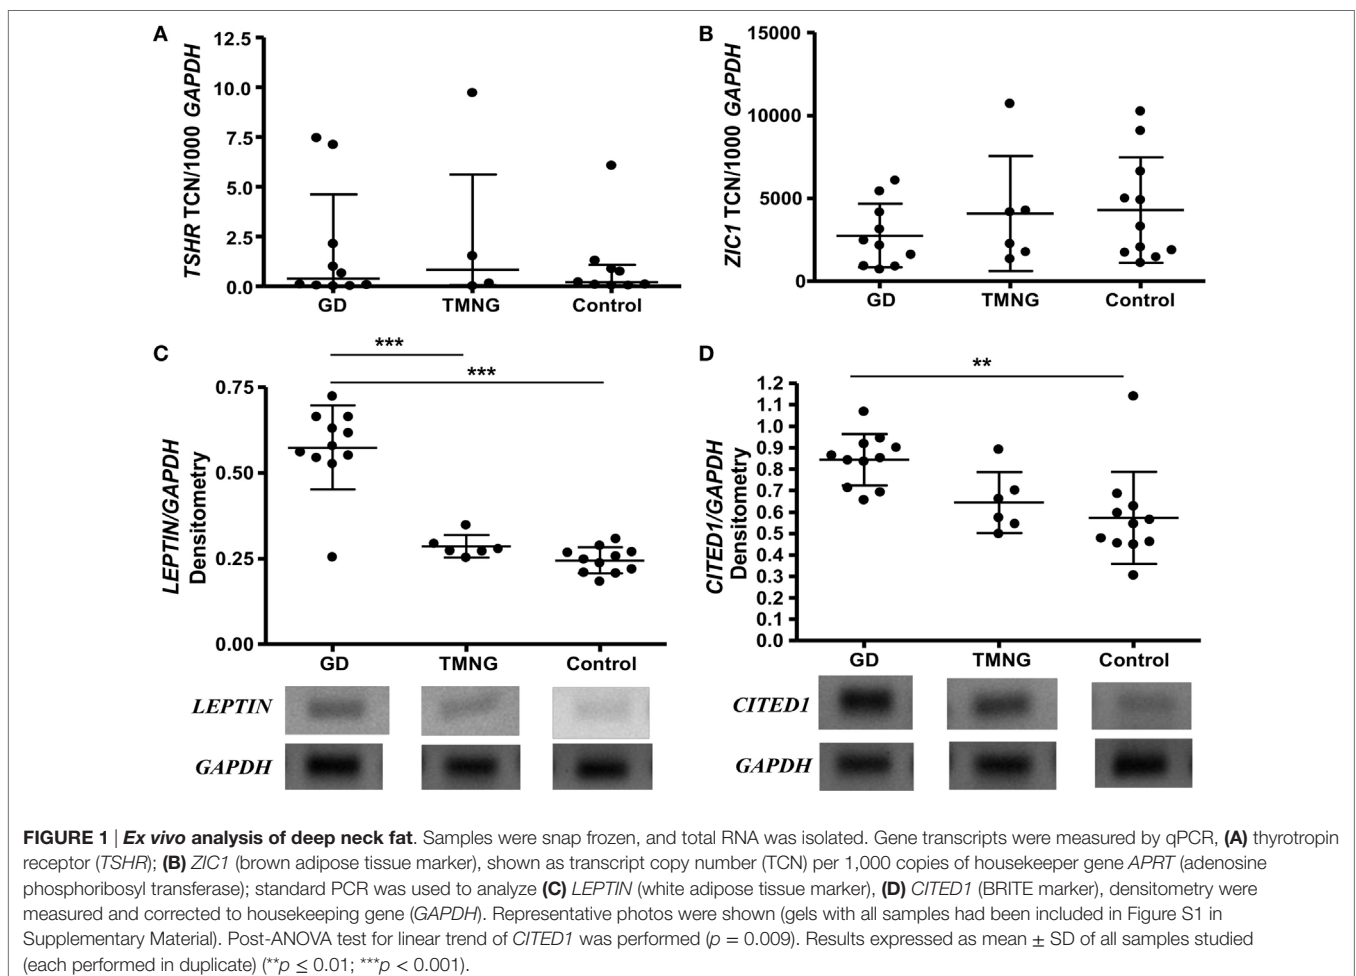 A
TSHR TCN/1000 GAPDH
12.5
10.0
7.5
5.0
2.5
0.0
GD
TMNG
Control
B
ZIC1 TCN/1000 GAPDH
15000
10000
5000
0
GD
TMNG
Control
C
***
***
LEPTIN/GAPDH
Densitometry
0.75
0.50
0.25
0.00
GD
TMNG
Control
LEPTIN
GAPDH
D
**
CITED1/GAPDH
Densitometry
1.2
1.1
1.0
0.9
0.8
0.7
0.6
0.5
0.4
0.3
0.2
0.1
0.0
GD
TMNG
Control
CITED1
GAPDH
FIGURE 1 | Ex vivo analysis of deep neck fat. Samples were snap frozen, and total RNA was isolated. Gene transcripts were measured by qPCR, (A) thyrotropin
receptor (TSHR); (B) ZIC1 (brown adipose tissue marker), shown as transcript copy number (TCN) per 1,000 copies of housekeeper gene APRT (adenosine
phosphoribosyl transferase); standard PCR was used to analyze (C) LEPTIN (white adipose tissue marker), (D) CITED1 (BRITE marker), densitometry were
measured and corrected to housekeeping gene (GAPDH). Representative photos were shown (gels with all samples had been included in Figure S1 in
Supplementary Material). Post-ANOVA test for linear trend of CITED1 was performed (p = 0.009). Results expressed as mean ± SD of all samples studied
(each performed in duplicate) (**p ≤ 0.01; ***p < 0.001).